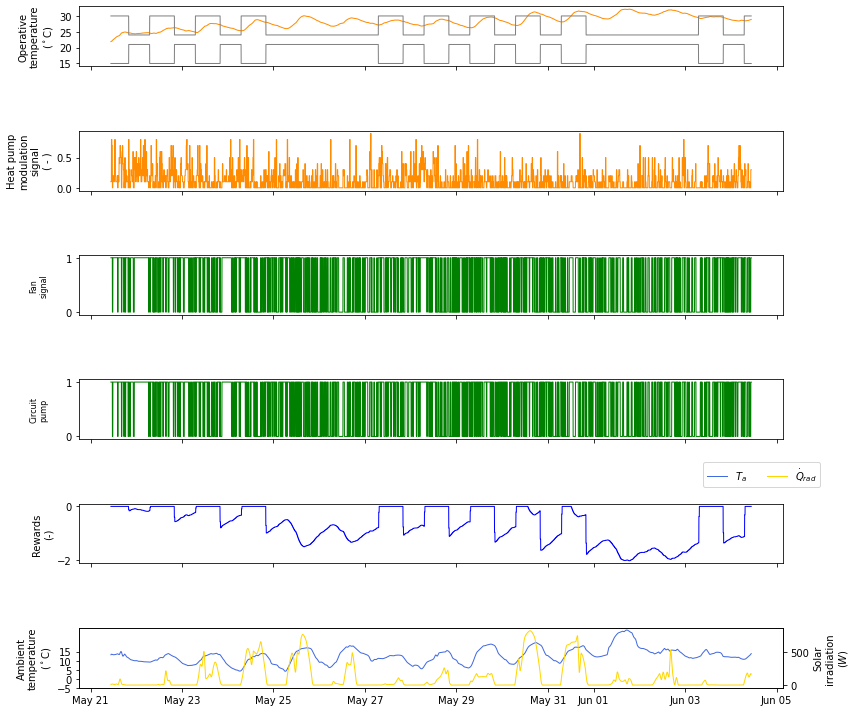 Operative
temperature
(°C)
30
25
20
15
Heat pump
modulation
signal
( - )
0.5
0.0
Fan
signal
1
0
Circuit
pump
1
0
T_a Q̇_rad
Rewards
(-)
0
−2
Ambient
temperature
(°C)
15
10
5
0
−5
500
0
Solar
irradiation
(W)
May 21 May 23 May 25 May 27 May 29 May 31 Jun 01 Jun 03 Jun 05